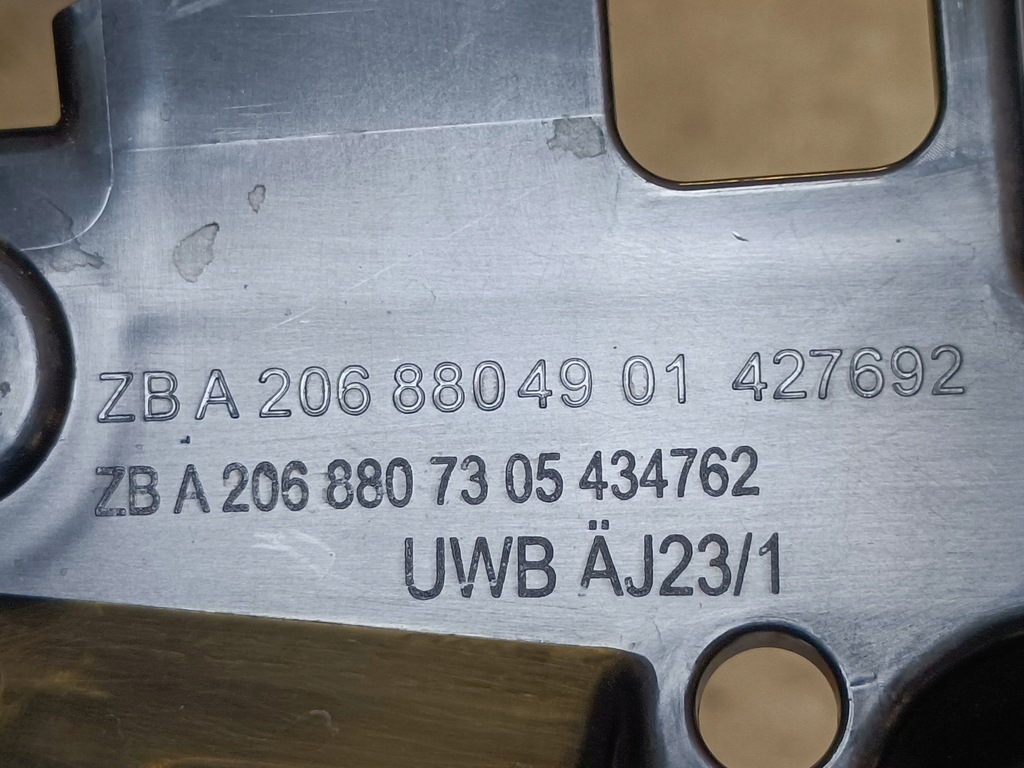 ZB A 206 880 49 01 427692
ZB A 206 880 73 05 434762
UWB ÄJ23/1